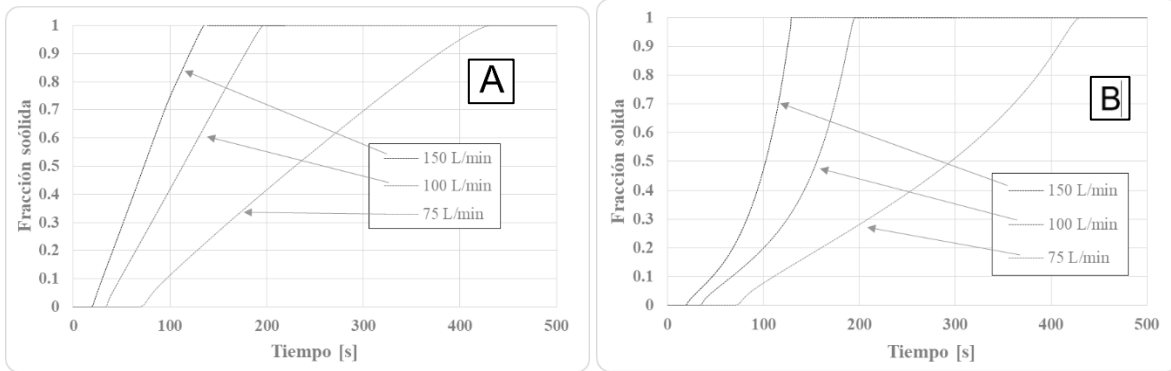 1
0.9
0.8
0.7
0.6
0.5
0.4
0.3
0.2
0.1
0
Fracción soólida
A
150 L/min
100 L/min
75 L/min
0 100 200 300 400 500
Tiempo [s]
1
0.9
0.8
0.7
0.6
0.5
0.4
0.3
0.2
0.1
0
Fracción solida
B
150 L/min
100 L/min
75 L/min
0 100 200 300 400 500
Tiempo [s]